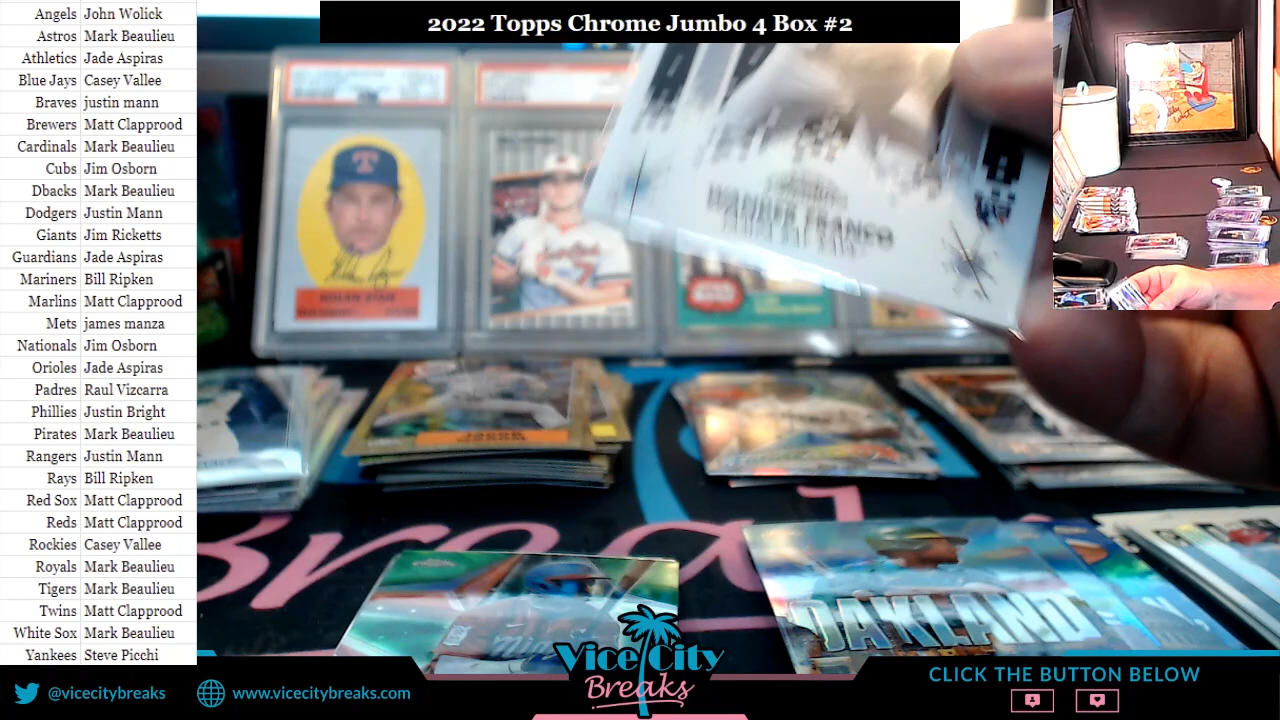 2022 Topps Chrome Jumbo 4 Box #2
Angels John Wolick
Astros Mark Beaulieu
Athletics Jade Aspiras
Blue Jays Casey Vallee
Braves justin mann
Brewers Matt Clapprood
Cardinals Mark Beaulieu
Cubs Jim Osborn
Dbacks Mark Beaulieu
Dodgers Justin Mann
Giants Jim Ricketts
Guardians Jade Aspiras
Mariners Bill Ripken
Marlins Matt Clapprood
Mets james manza
Nationals Jim Osborn
Orioles Jade Aspiras
Padres Raul Vizcarra
Phillies Justin Bright
Pirates Mark Beaulieu
Rangers Justin Mann
Rays Bill Ripken
Red Sox Matt Clapprood
Reds Matt Clapprood
Rockies Casey Vallee
Royals Mark Beaulieu
Tigers Mark Beaulieu
Twins Matt Clapprood
White Sox Mark Beaulieu
Yankees Steve Picchi
T
NOLAN RYAN
WANDER FRANCO
OAKLAND
Vice City
Breaks
@vicecitybreaks
www.vicecitybreaks.com
CLICK THE BUTTON BELOW